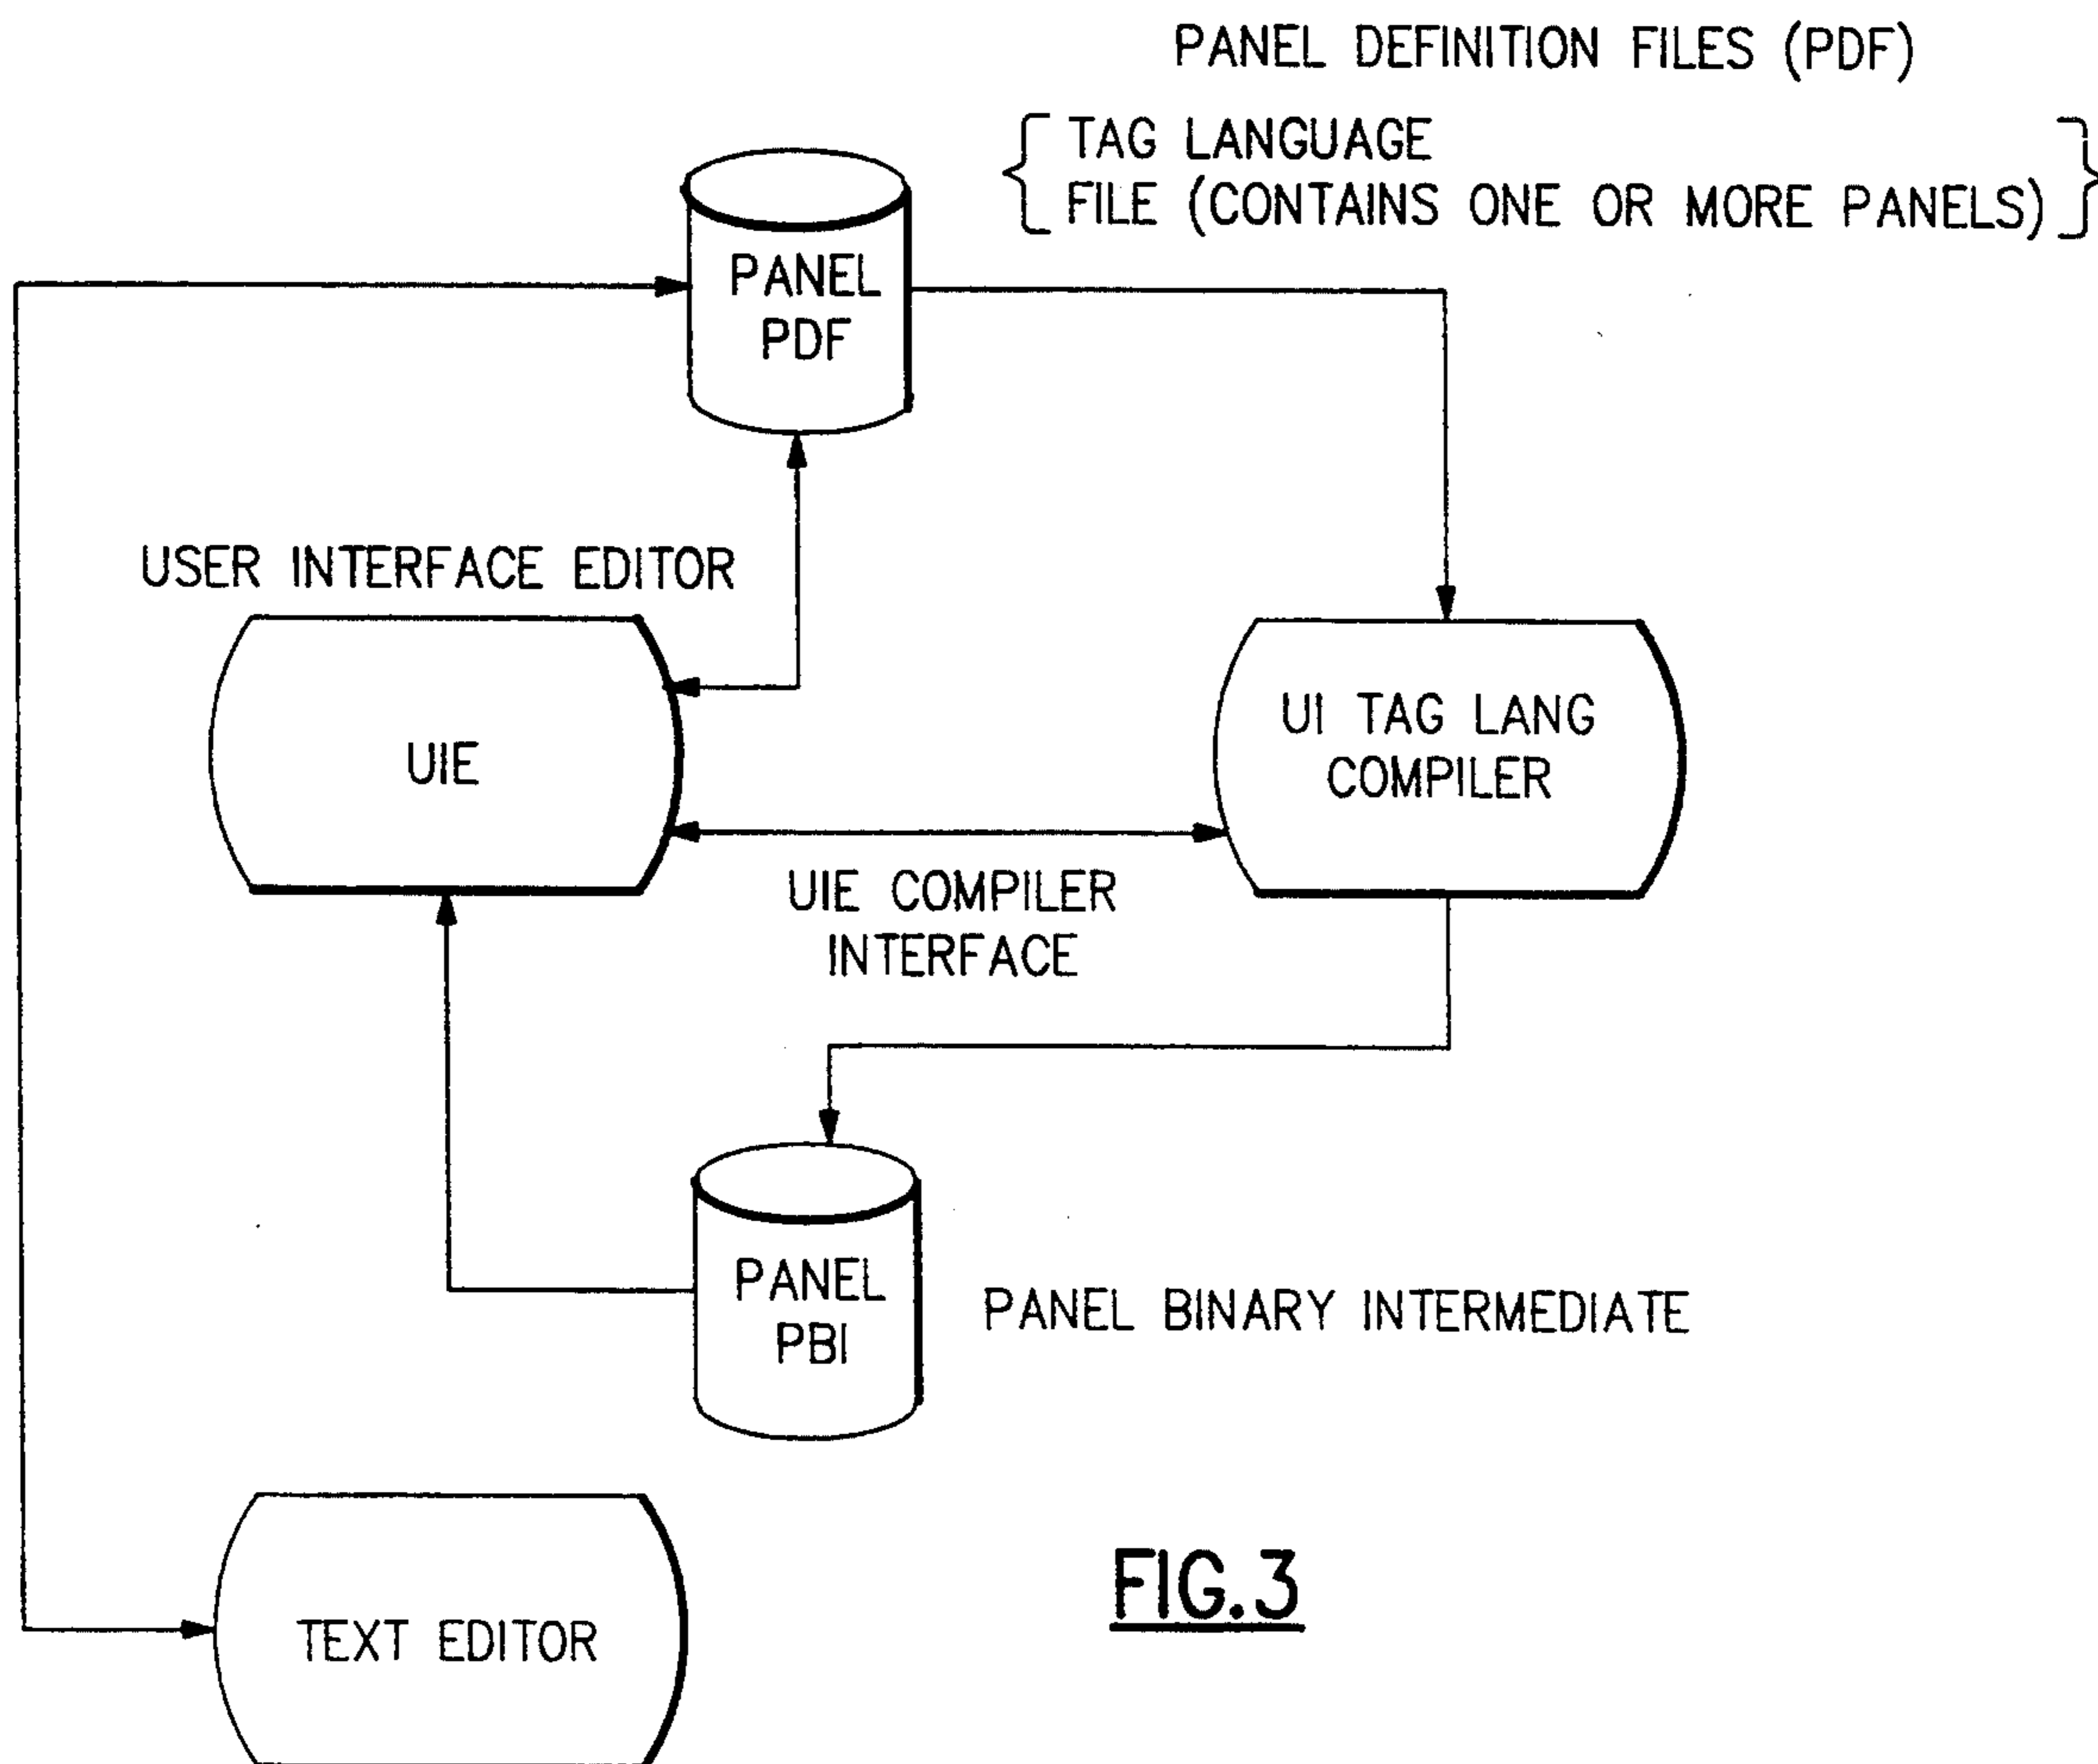 PANEL DEFINITION FILES (PDF)
TAG LANGUAGE
FILE (CONTAINS ONE OR MORE PANELS)
PANEL
PDF
USER INTERFACE EDITOR
UIE
UI TAG LANG
COMPILER
UIE COMPILER
INTERFACE
PANEL
PBI
PANEL BINARY INTERMEDIATE
TEXT EDITOR
FIG.3